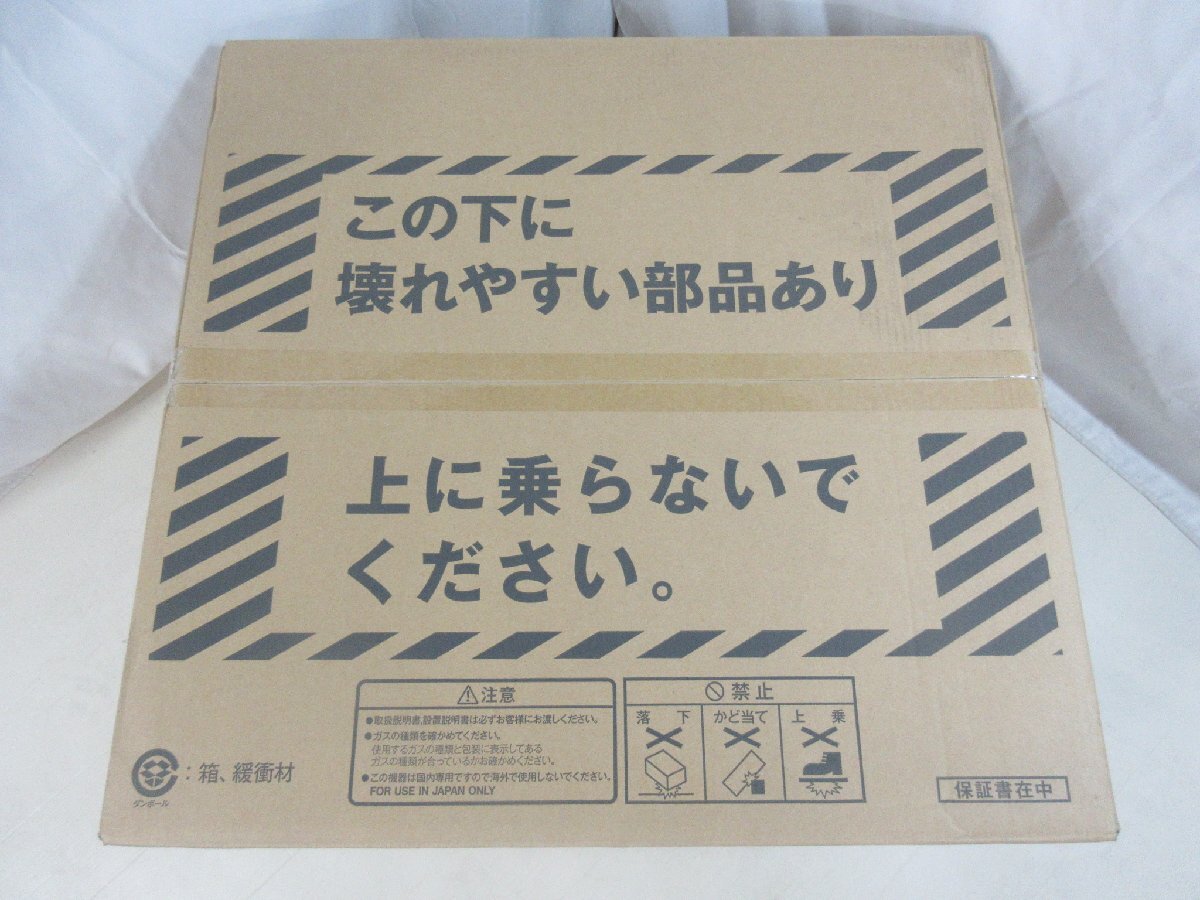 この下に
壊れやすい部品あり
上に乗らないで
ください。
注意
●取扱説明書,設置説明書は必ずお客様にお渡しください。
●ガスの種類を確かめてください。
使用するガスの種類と包装に表示してある
ガスの種類が合っているかお確かめください。
●この機器は国内専用ですので海外で使用しないでください。
FOR USE IN JAPAN ONLY
禁止
落下 かど当て 上乗
ダンボール
:箱、緩衝材
保証書在中